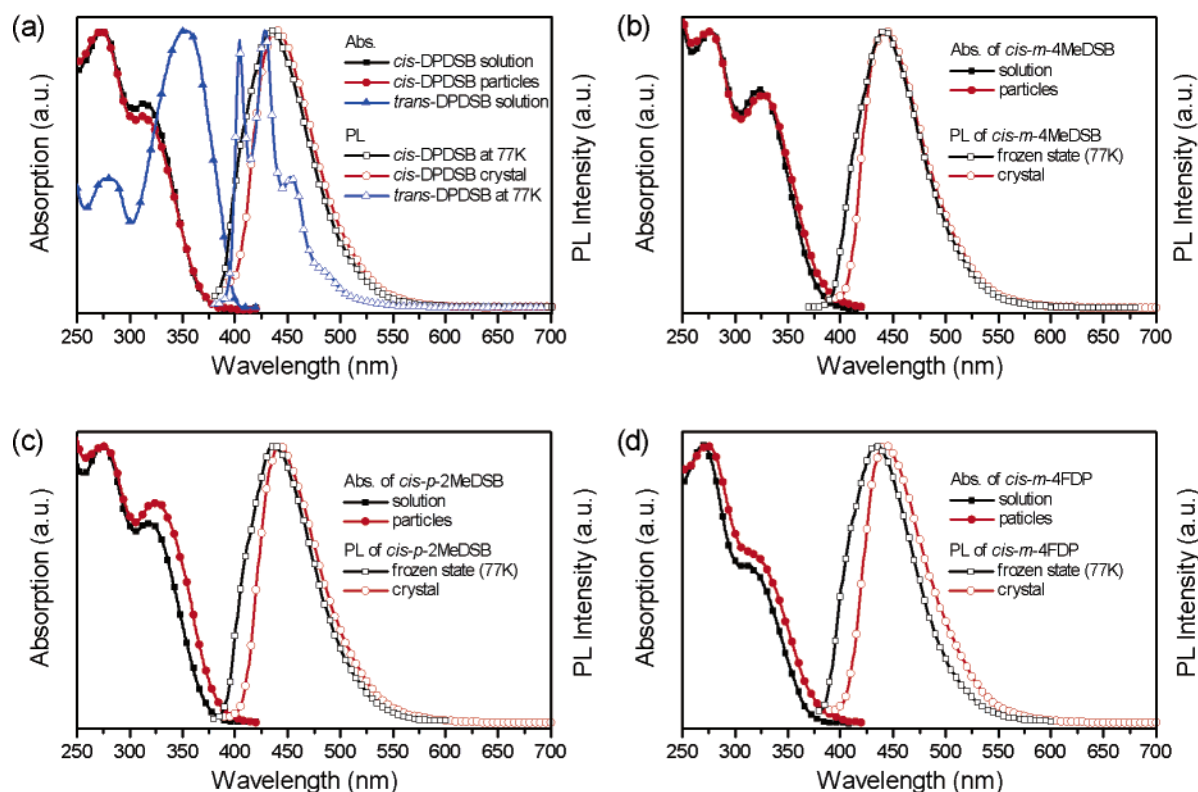 (a)
Abs.
cis-DPDSB solution
cis-DPDSB particles
trans-DPDSB solution
PL
cis-DPDSB at 77K
cis-DPDSB crystal
trans-DPDSB at 77K
Absorption (a.u.)
PL Intensity (a.u.)
250 300 350 400 450 500 550 600 650 700
Wavelength (nm)
(b)
Abs. of cis-m-4MeDSB
solution
particles
PL of cis-m-4MeDSB
frozen state (77K)
crystal
Absorption (a.u.)
PL Intensity (a.u.)
250 300 350 400 450 500 550 600 650 700
Wavelength (nm)
(c)
Abs. of cis-p-2MeDSB
solution
particles
PL of cis-p-2MeDSB
frozen state (77K)
crystal
Absorption (a.u.)
PL Intensity (a.u.)
250 300 350 400 450 500 550 600 650 700
Wavelength (nm)
(d)
Abs. of cis-m-4FDP
solution
paticles
PL of cis-m-4FDP
frozen state (77K)
crystal
Absorption (a.u.)
PL Intensity (a.u.)
250 300 350 400 450 500 550 600 650 700
Wavelength (nm)